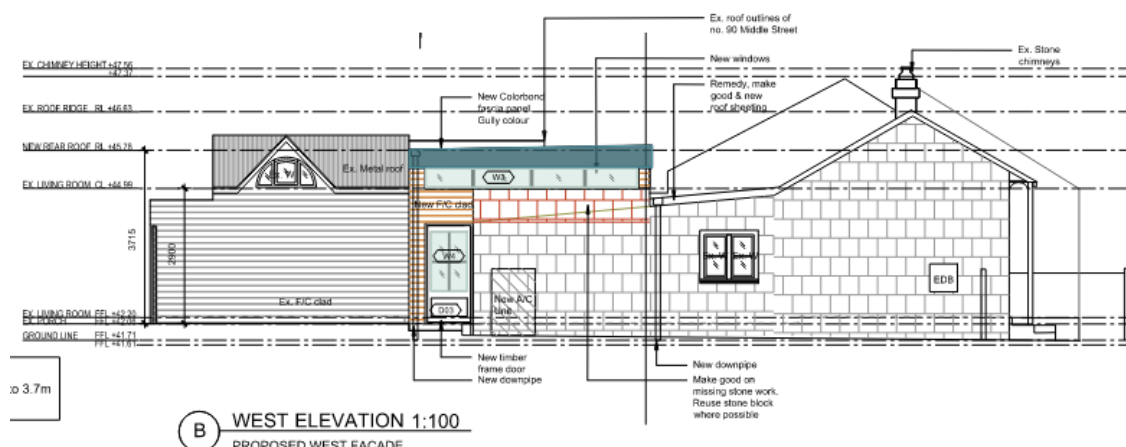 Ex. roof outlines of
no. 90 Middle Street
EX. CHIMNEY HEIGHT +47.56
+47.37
New windows
Ex. Stone
chimneys
Remedy, make
good & new
roof sheeting
New Colorbond
fascia panel
Gully colour
EX. ROOF RIDGE RL +46.63
NEW REAR ROOF RL +45.78
Ex. Metal roof
W3
EX. LIVING ROOM CL +44.99
New F/C clad
3715
2900
W4
EDB
Ex. F/C clad
New A/C
D03
EX. LIVING ROOM FFL +42.20
EX. PORCH FFL
GROUND LINE FFL +41.71
FFL +41.61
New timber
frame door
New downpipe
New downpipe
Make good on
missing stone work.
Reuse stone block
where possible
to 3.7m
B WEST ELEVATION 1:100
PROPOSED WEST FACADE